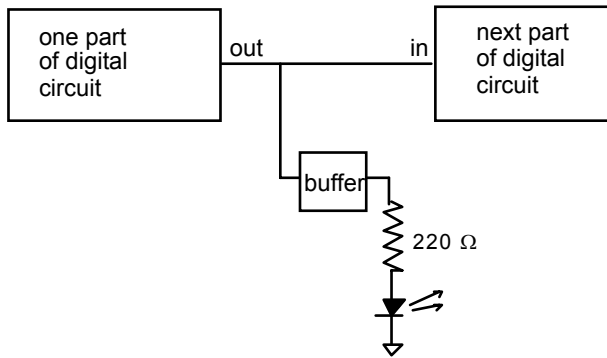 one part
of digital
circuit
out
in
next part
of digital
circuit
buffer
220 Ω